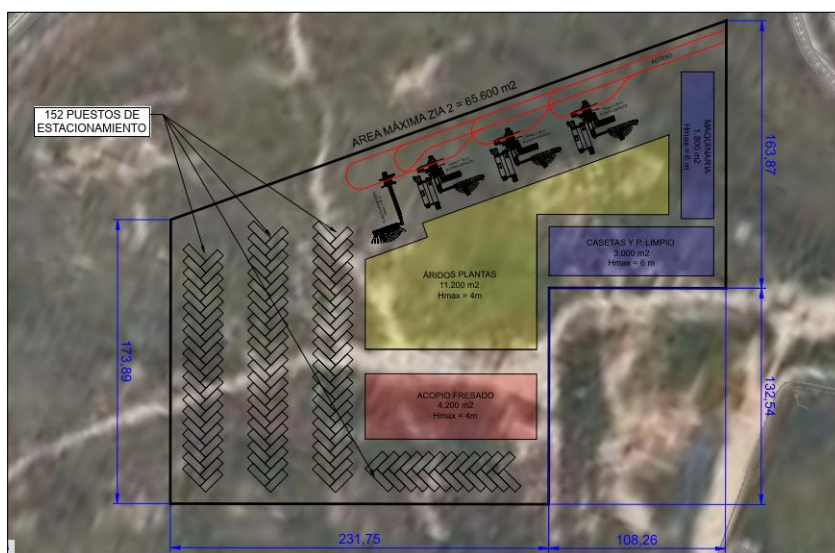 152 PUESTOS DE
ESTACIONAMIENTO
AREA MÁXIMA ZIA 2 = 65.600 m2
ACCESO
MAQUINARIA
1.800 m2
Hmax = 6 m
163,87
CASETAS Y P. LIMPIO
3.000 m2
Hmax = 6 m
ÁRIDOS PLANTAS
11.200 m2
Hmax = 4m
173,89
132,54
ACOPIO FRESADO
4.200 m2
Hmax = 4m
231,75
108,26